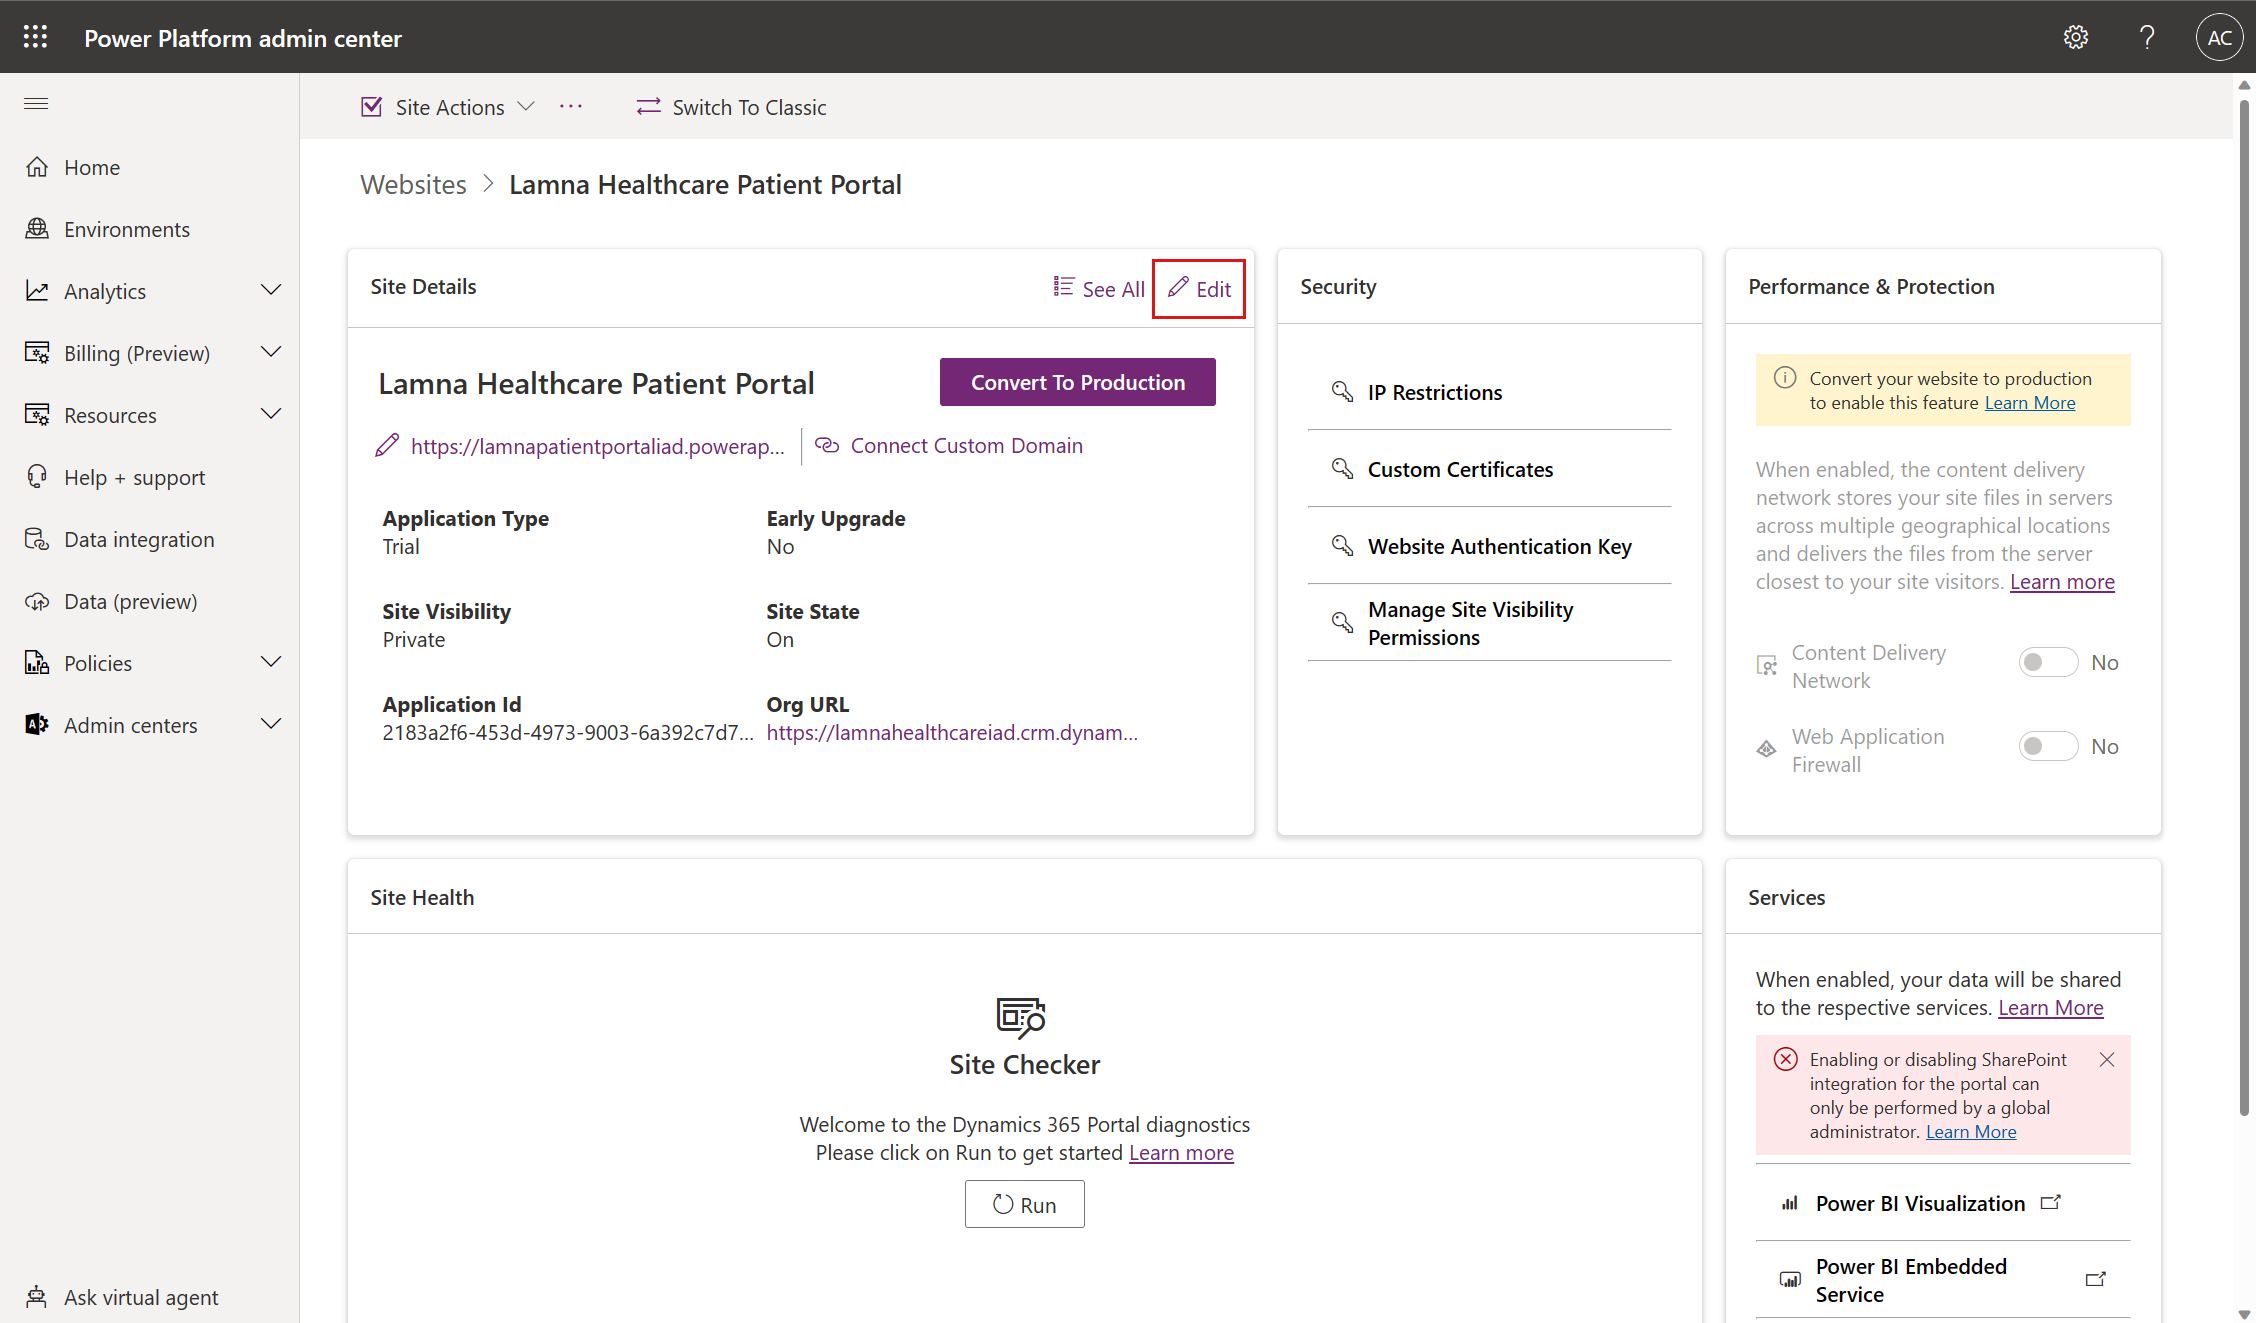 Power Platform admin center
AC
Site Actions
Switch To Classic
Home
Environments
Analytics
Billing (Preview)
Resources
Help + support
Data integration
Data (preview)
Policies
Admin centers
Ask virtual agent
Websites > Lamna Healthcare Patient Portal
Site Details
See All
Edit
Lamna Healthcare Patient Portal
Convert To Production
https://lamnapatientportaliad.powerap...
Connect Custom Domain
Application Type
Trial
Early Upgrade
No
Site Visibility
Private
Site State
On
Application Id
2183a2f6-453d-4973-9003-6a392c7d7...
Org URL
https://lamnahealthcareiad.crm.dynam...
Security
IP Restrictions
Custom Certificates
Website Authentication Key
Manage Site Visibility
Permissions
Performance & Protection
Convert your website to production
to enable this feature Learn More
When enabled, the content delivery
network stores your site files in servers
across multiple geographical locations
and delivers the files from the server
closest to your site visitors. Learn more
Content Delivery
Network
No
Web Application
Firewall
No
Site Health
Site Checker
Welcome to the Dynamics 365 Portal diagnostics
Please click on Run to get started Learn more
Run
Services
When enabled, your data will be shared
to the respective services. Learn More
Enabling or disabling SharePoint
integration for the portal can
only be performed by a global
administrator. Learn More
Power BI Visualization
Power BI Embedded
Service